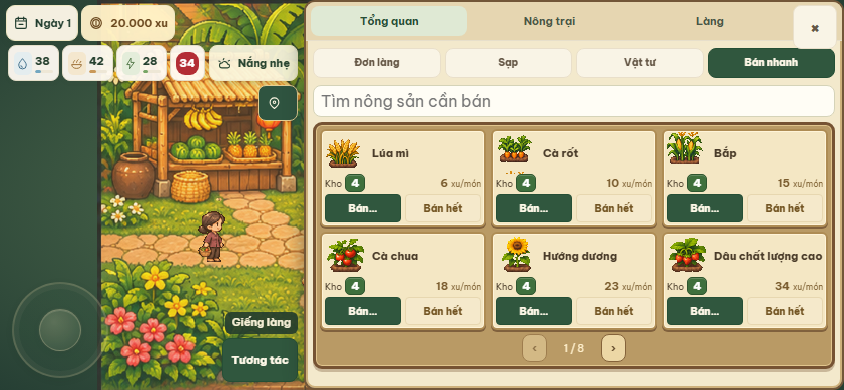 Ngày 1
20.000 xu
38
42
28
34
Nắng nhẹ
Giếng làng
Tương tác
Tổng quan
Nông trại
Làng
×
Đơn làng
Sạp
Vật tư
Bán nhanh
Tìm nông sản cần bán
Lúa mì
Kho 4
6 xu/món
Bán...
Bán hết
Cà rốt
Kho 4
10 xu/món
Bán...
Bán hết
Bắp
Kho 4
15 xu/món
Bán...
Bán hết
Cà chua
Kho 4
18 xu/món
Bán...
Bán hết
Hướng dương
Kho 4
23 xu/món
Bán...
Bán hết
Dâu chất lượng cao
Kho 4
34 xu/món
Bán...
Bán hết
‹ 1/8 ›